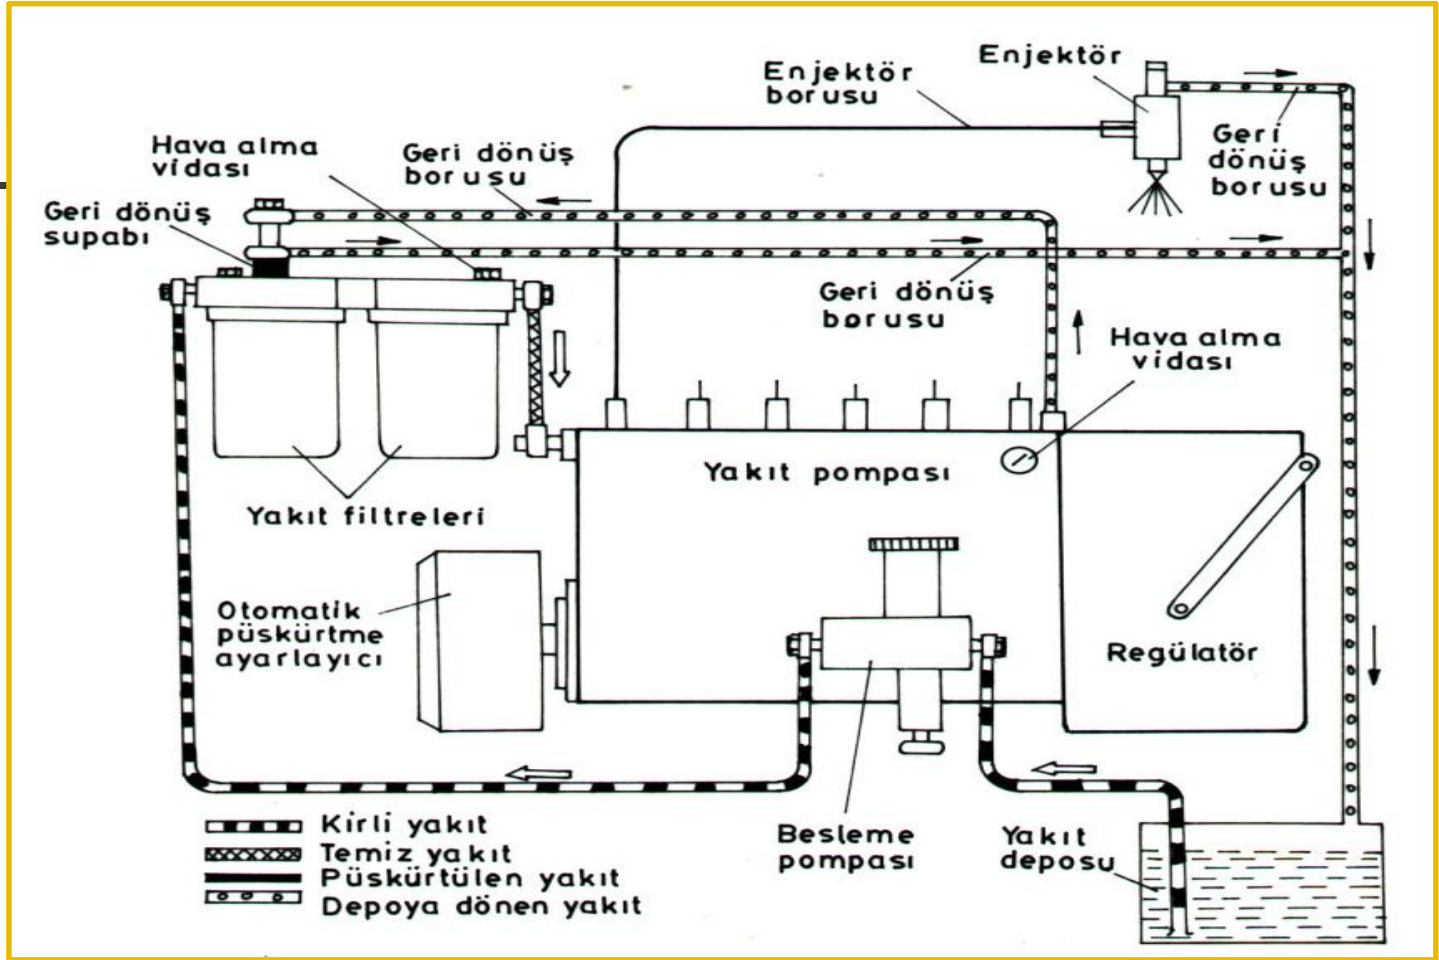 Enjektör
Enjektör
borusu
Geri
dönüş
borusu
Hava alma
vidası
Geri dönüş
borusu
Geri dönüş
supabı
Geri dönüş
borusu
Hava alma
vidası
Yakıt pompası
Yakıt filtreleri
Otomatik
püskürtme
ayarlayıcı
Regülatör
Besleme
pompası
Yakıt
deposu
Kirli yakıt
Temiz yakıt
Püskürtülen yakıt
Depoya dönen yakıt